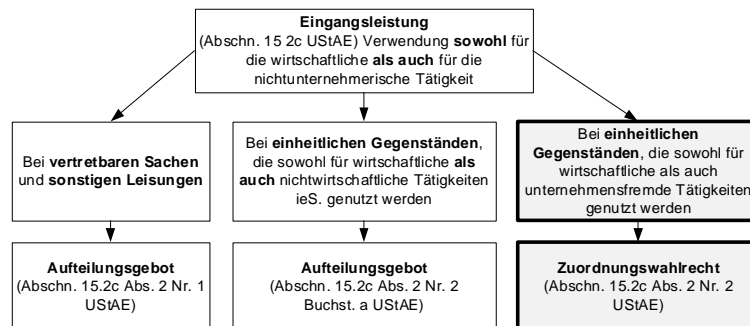 Eingangsleistung
(Abschn. 15 2c UStAE) Verwendung sowohl für
die wirtschaftliche als auch für die
nichtunternehmerische Tätigkeit
Bei vertretbaren Sachen
und sonstigen Leisungen
Bei einheitlichen Gegenständen,
die sowohl für wirtschaftliche als
auch nichtwirtschaftliche Tätigkeiten
ieS. genutzt werden
Bei einheitlichen
Gegenständen, die sowohl für
wirtschaftliche als auch
unternehmensfremde Tätigkeiten
genutzt werden
Aufteilungsgebot
(Abschn. 15.2c Abs. 2 Nr. 1
UStAE)
Aufteilungsgebot
(Abschn. 15.2c Abs. 2 Nr. 2
Buchst. a UStAE)
Zuordnungswahlrecht
(Abschn. 15.2c Abs. 2 Nr. 2
UStAE)